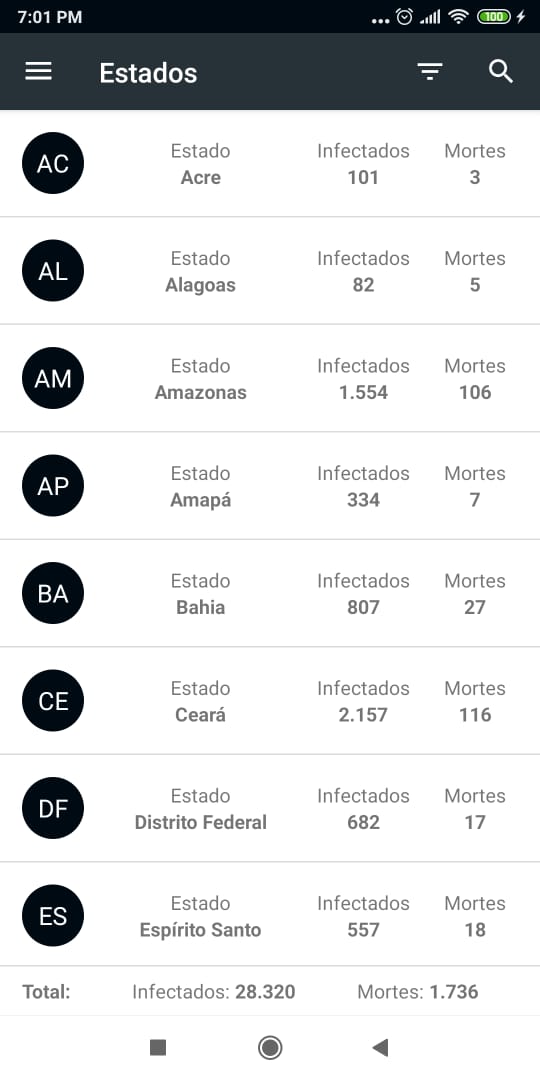 7:01 PM
100
Estados
AC
Estado
Infectados
Mortes
Acre
101
3
AL
Estado
Infectados
Mortes
Alagoas
82
5
AM
Estado
Infectados
Mortes
Amazonas
1.554
106
AP
Estado
Infectados
Mortes
Amapá
334
7
BA
Estado
Infectados
Mortes
Bahia
807
27
CE
Estado
Infectados
Mortes
Ceará
2.157
116
DF
Estado
Infectados
Mortes
Distrito Federal
682
17
ES
Estado
Infectados
Mortes
Espírito Santo
557
18
Total:
Infectados: 28.320
Mortes: 1.736